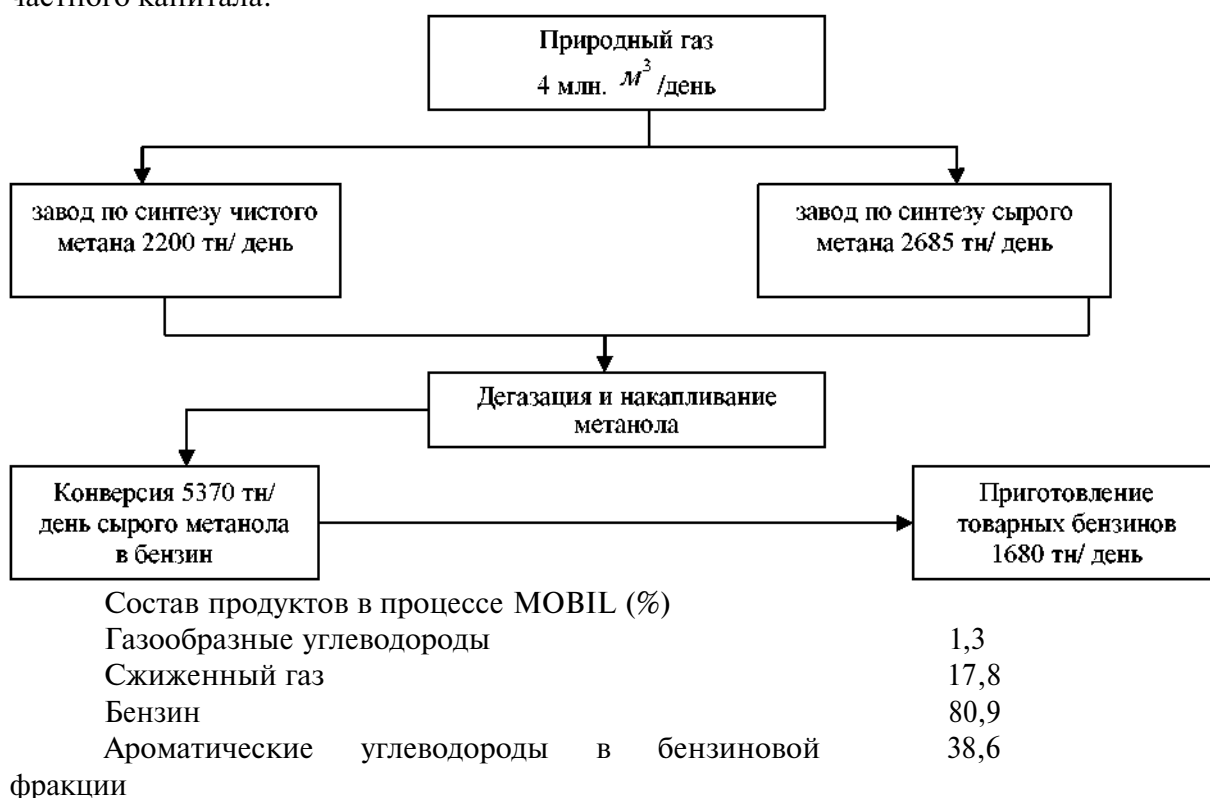 частного капитала.
Природный газ
4 млн. м³/день
завод по синтезу чистого
метана 2200 тн/ день
завод по синтезу сырого
метана 2685 тн/ день
Дегазация и накапливание
метанола
Конверсия 5370 тн/
день сырого метанола
в бензин
Приготовление
товарных бензинов
1680 тн/ день
Состав продуктов в процессе MOBIL (%)
Газообразные углеводороды 1,3
Сжиженный газ 17,8
Бензин 80,9
Ароматические углеводороды в бензиновой 38,6
фракции